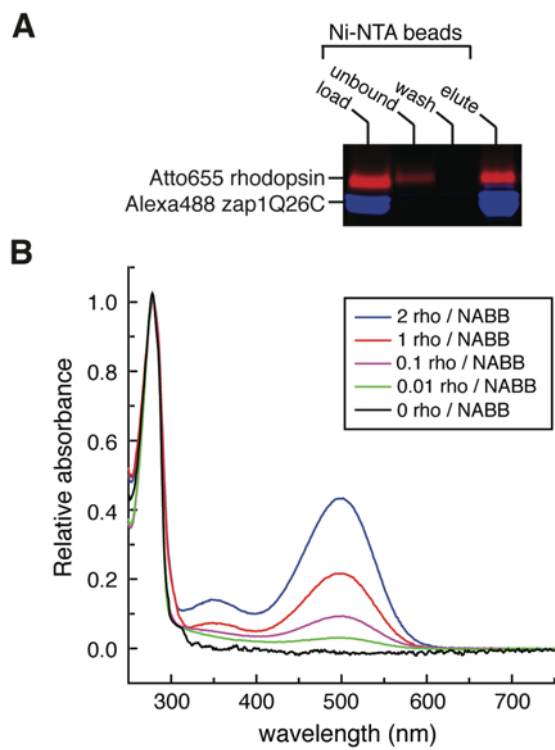 A
Ni-NTA beads
load
unbound
wash
elute
Atto655 rhodopsin
Alexa488 zap1Q26C
B
Relative absorbance
1.0
0.8
0.6
0.4
0.2
0.0
2 rho / NABB
1 rho / NABB
0.1 rho / NABB
0.01 rho / NABB
0 rho / NABB
300 400 500 600 700
wavelength (nm)